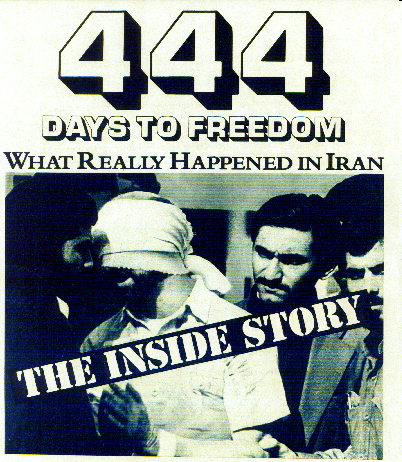 444
DAYS TO FREEDOM
WHAT REALLY HAPPENED IN IRAN
THE INSIDE STORY